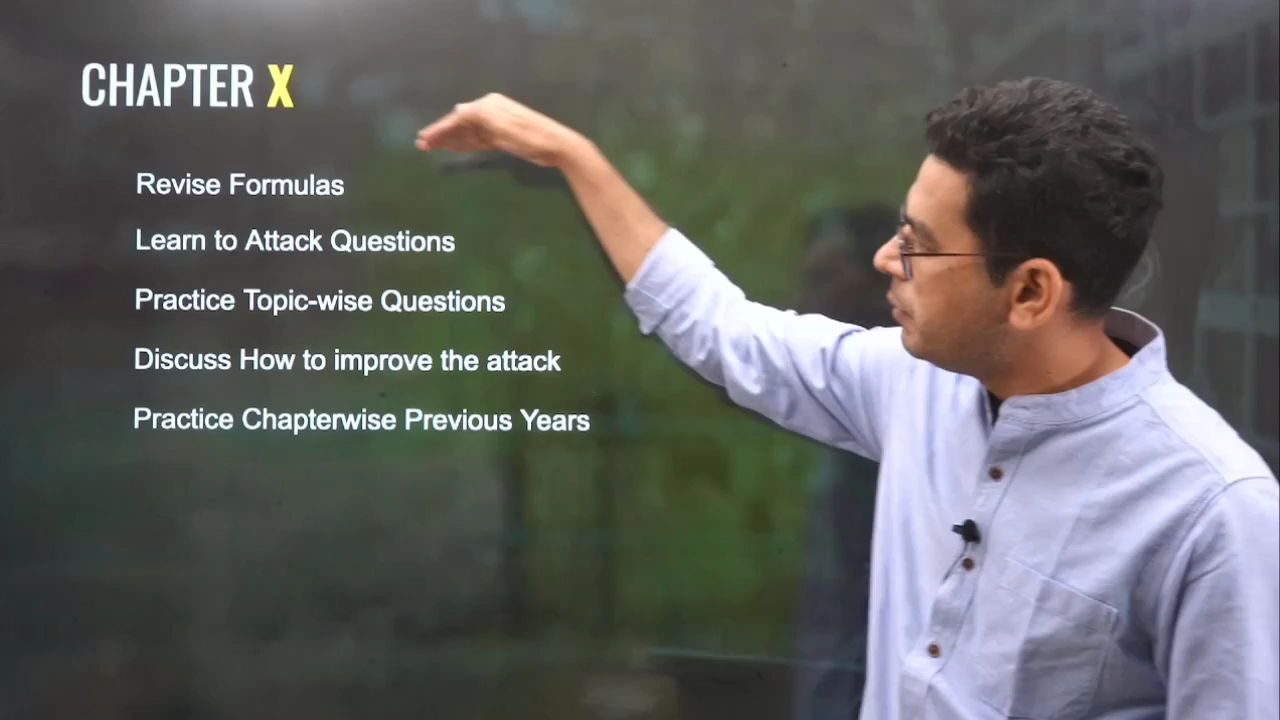 CHAPTER X
Revise Formulas
Learn to Attack Questions
Practice Topic-wise Questions
Discuss How to improve the attack
Practice Chapterwise Previous Years